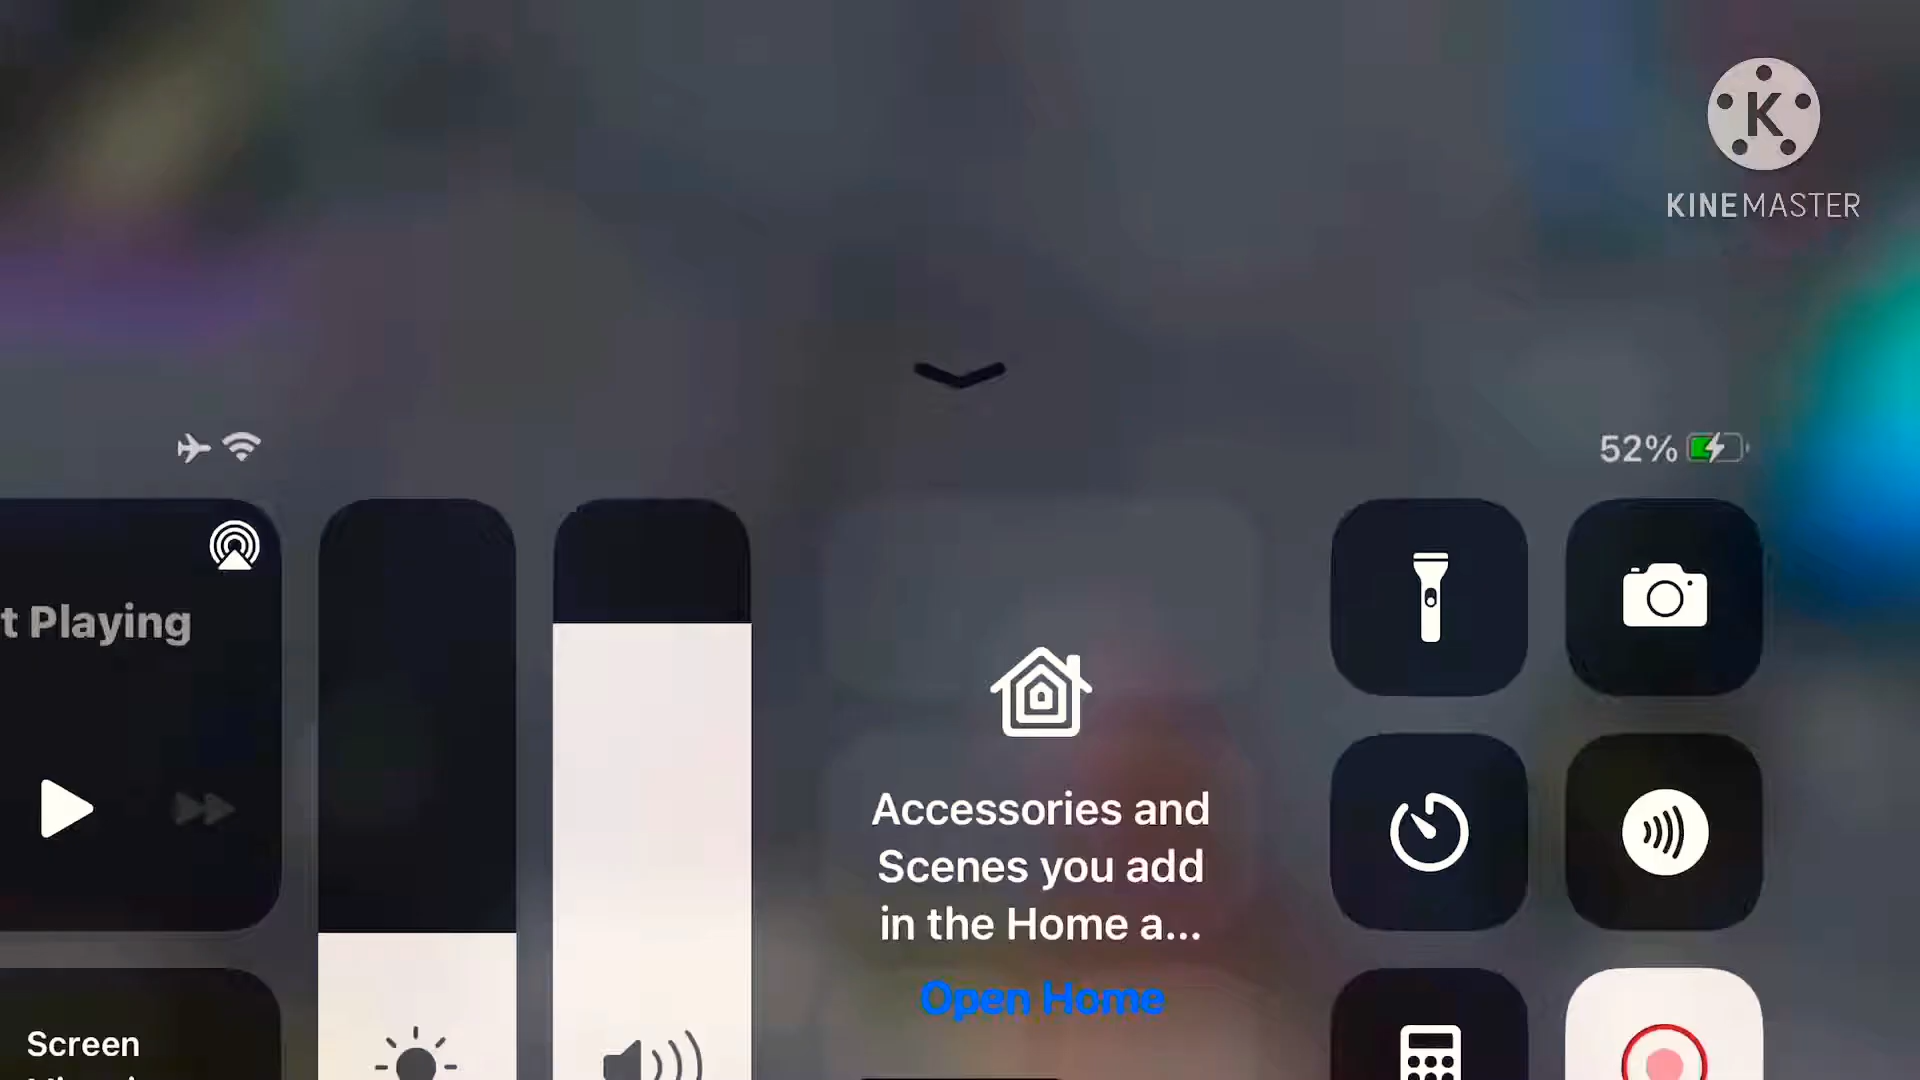 K
KINEMASTER
52%
t Playing
Accessories and
Scenes you add
in the Home a...
Open Home
Screen